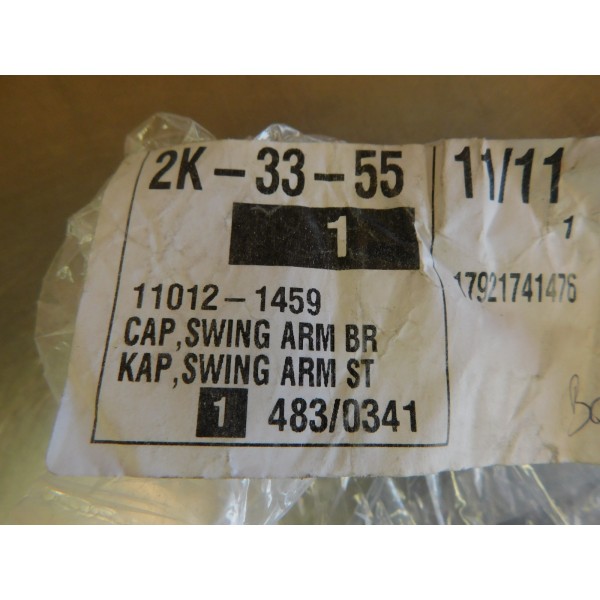 2K-33-55
1
11012-1459
CAP,SWING ARM BR
KAP,SWING ARM ST
1 483/0341
11/11
1
17921741476